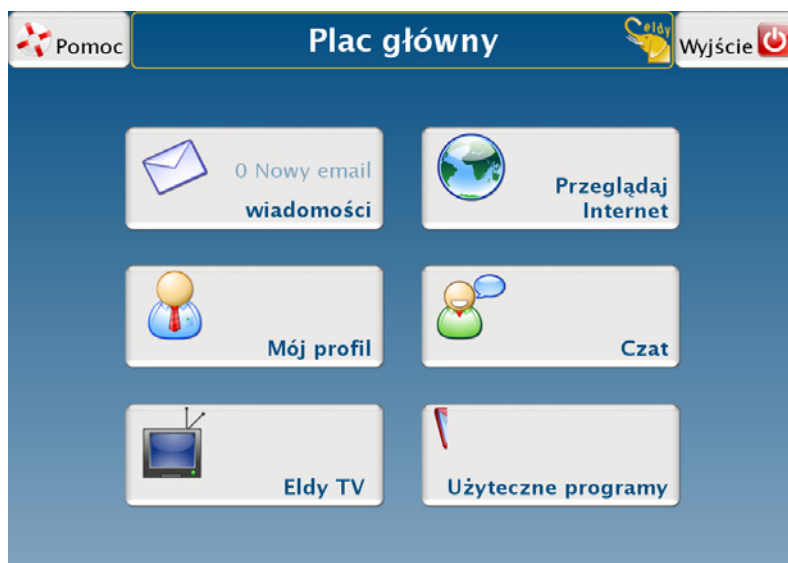 Pomoc
Plac główny
eldy
Wyjście
0 Nowy email
wiadomości
Przeglądaj
Internet
Mój profil
Czat
Eldy TV
Użyteczne programy